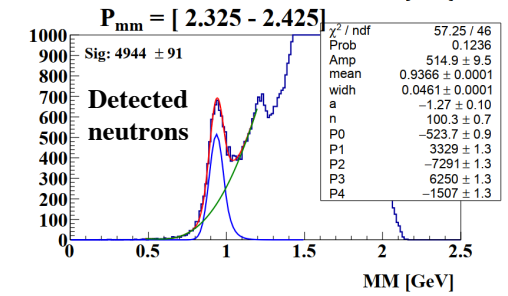 P_mm = [ 2.325 - 2.425]
Sig: 4944 ± 91
Detected
neutrons
χ² / ndf 57.25 / 46
Prob 0.1236
Amp 514.9 ± 9.5
mean 0.9366 ± 0.0001
widh 0.0461 ± 0.0001
a −1.27 ± 0.10
n 100.3 ± 0.7
P0 −523.7 ± 0.9
P1 3329 ± 1.3
P2 −7291 ± 1.3
P3 6250 ± 1.3
P4 −1507 ± 1.3
1000
900
800
700
600
500
400
300
200
100
0
0 0.5 1 1.5 2 2.5
MM [GeV]